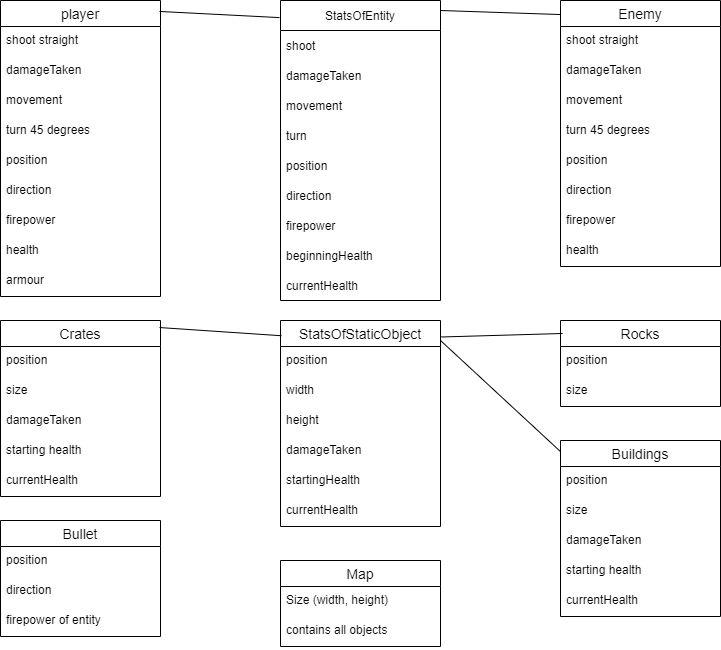 player
shoot straight
damageTaken
movement
turn 45 degrees
position
direction
firepower
health
armour
StatsOfEntity
shoot
damageTaken
movement
turn
position
direction
firepower
beginningHealth
currentHealth
Enemy
shoot straight
damageTaken
movement
turn 45 degrees
position
direction
firepower
health
Crates
position
size
damageTaken
starting health
currentHealth
StatsOfStaticObject
position
width
height
damageTaken
startingHealth
currentHealth
Rocks
position
size
Buildings
position
size
damageTaken
starting health
currentHealth
Bullet
position
direction
firepower of entity
Map
Size (width, height)
contains all objects